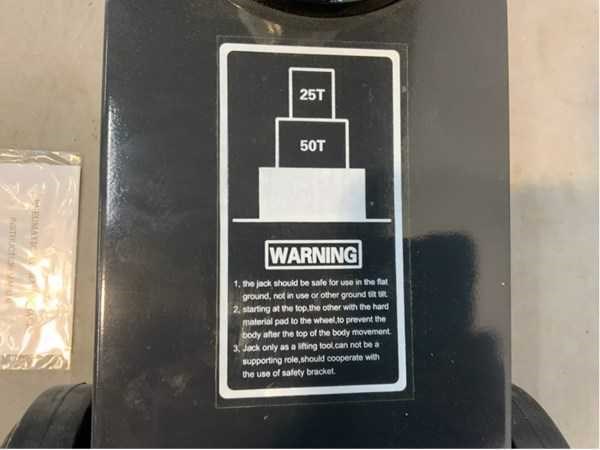 25T
50T
WARNING
1, the jack should be safe for use in the flat
ground, not in use or other ground tilt tilt.
2, starting at the top,the other with the hard
material pad to the wheel,to prevent the
body after the top of the body movement.
3, Jack only as a lifting tool,can not be a
supporting role,should cooperate with
the use of safety bracket.